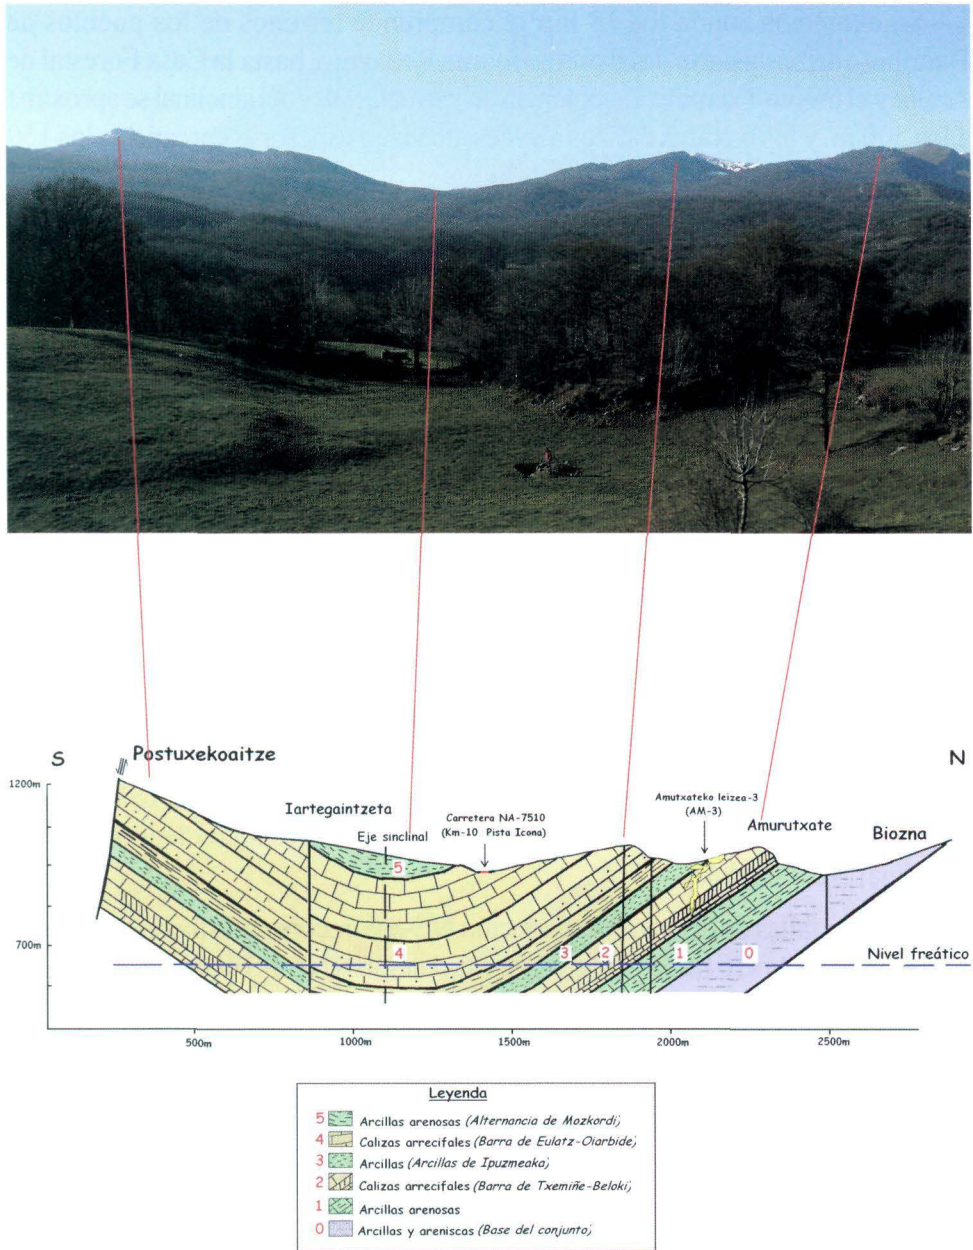 S
N
Postuxekoaitze
1200m
Iartegaintzeta
Eje sinclinal
Carretera NA-7510
(Km-10 Pista Icona)
Amutxateko leizea-3
(AM-3)
Amurutxate
Biozna
5
700m
4
3
2
1
0
Nivel freático
500m
1000m
1500m
2000m
2500m
Leyenda
5 Arcillas arenosas (Alternancia de Mozkordi)
4 Calizas arrecifales (Barra de Eulatz-Oiarbide)
3 Arcillas (Arcillas de Ipuzmeaka)
2 Calizas arrecifales (Barra de Txemiñe-Beloki)
1 Arcillas arenosas
0 Arcillas y areniscas (Base del conjunto)